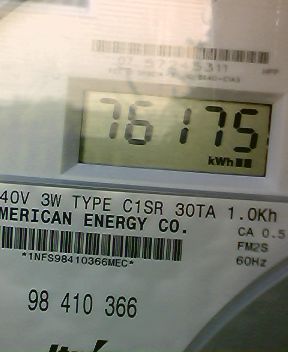 76175
kWh
40V 3W TYPE C1SR 30TA 1.0Kh
MERICAN ENERGY CO.
CA 0.5
FM2S
60Hz
*1NFS98410366MEC*
98 410 366